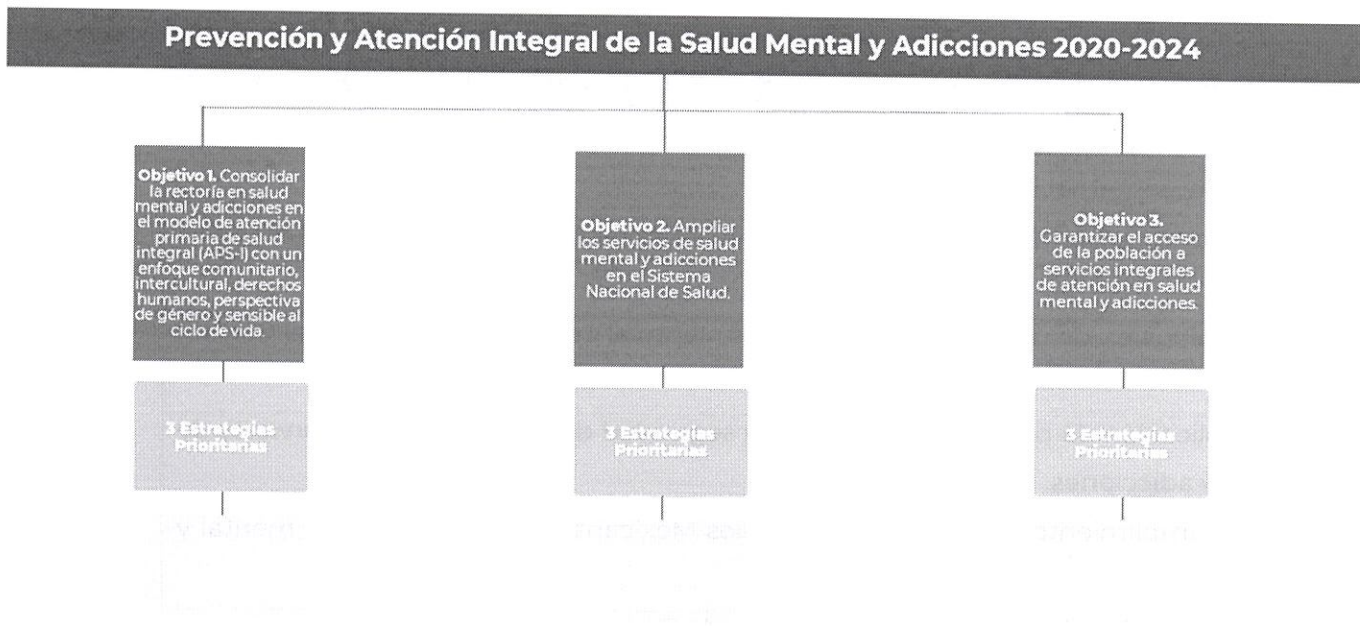 Prevención y Atención Integral de la Salud Mental y Adicciones 2020-2024
Objetivo 1. Consolidar
la rectoría en salud
mental y adicciones en
el modelo de atención
primaria de salud
integral (APS-I) con un
enfoque comunitario,
intercultural, derechos
humanos, perspectiva
de género y sensible al
ciclo de vida.
3 Estrategias
Prioritarias
Objetivo 2. Ampliar
los servicios de salud
mental y adicciones
en el Sistema
Nacional de Salud.
3 Estrategias
Prioritarias
Objetivo 3.
Garantizar el acceso
de la población a
servicios integrales
de atención en salud
mental y adicciones.
3 Estrategias
Prioritarias